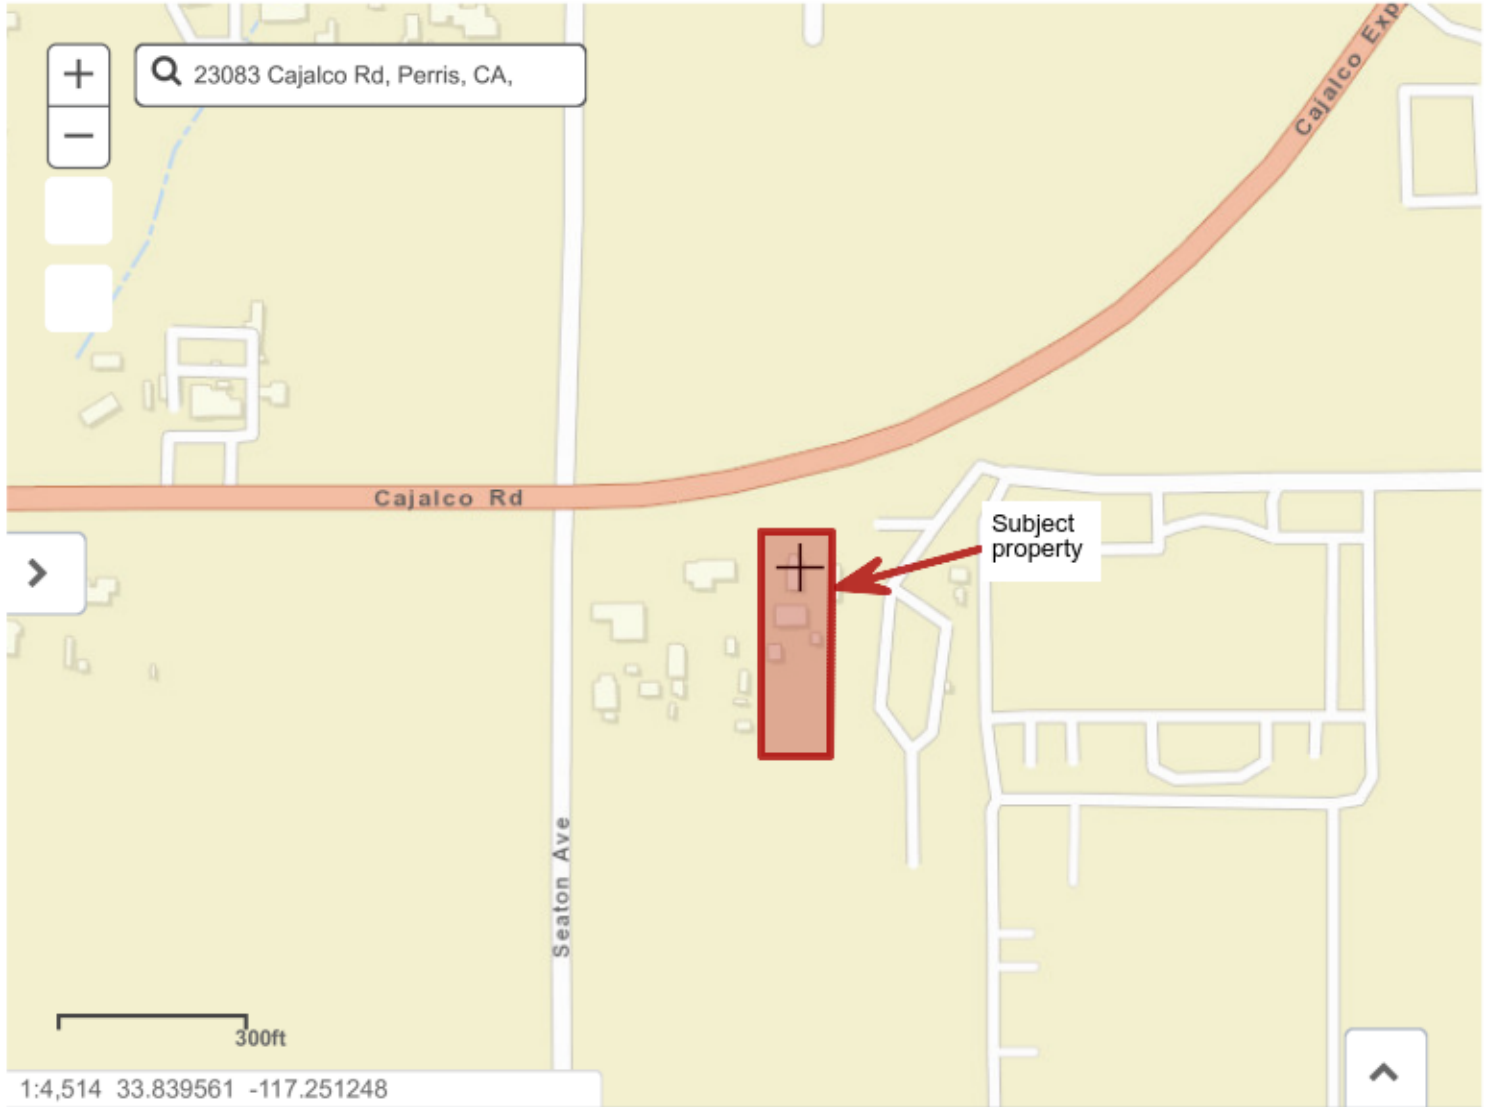 23083 Cajalco Rd, Perris, CA,
Cajalco Exp
Cajalco Rd
Subject
property
Seaton Ave
300ft
1:4,514 33.839561 -117.251248